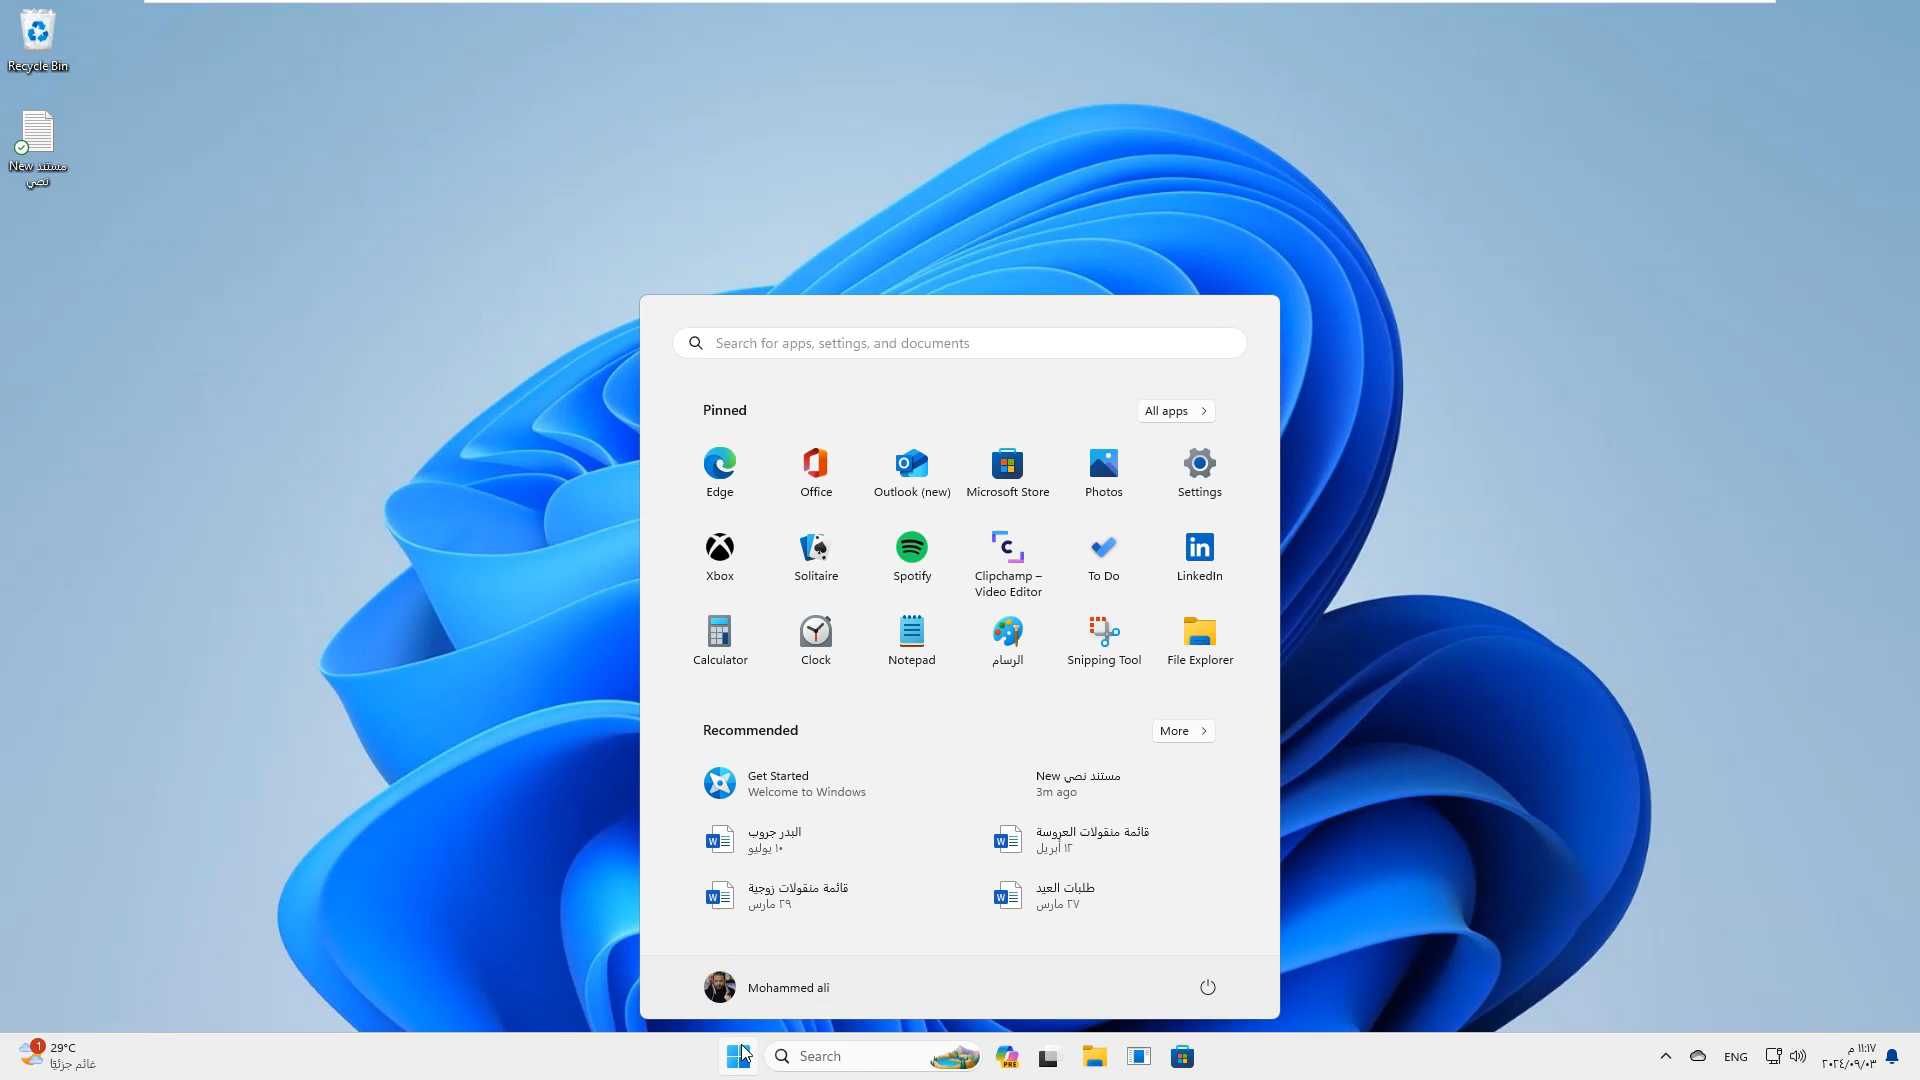 Recycle Bin
New مستند
نصي
Search for apps, settings, and documents
Pinned
All apps
Edge
Office
Outlook (new)
Microsoft Store
Photos
Settings
Xbox
Solitaire
Spotify
Clipchamp –
Video Editor
To Do
LinkedIn
Calculator
Clock
Notepad
الرسام
Snipping Tool
File Explorer
Recommended
More
Get Started
Welcome to Windows
New مستند نصي
3m ago
البدر جروب
١٠ يوليو
قائمة منقولات العروسة
١٢ أبريل
قائمة منقولات زوجية
٢٩ مارس
طلبات العيد
٢٧ مارس
Mohammed ali
1
29°C
غائم جزئيًا
Search
PRE
ENG
١١:١٧ م
٢٠٢٤/٠٩/٠٣